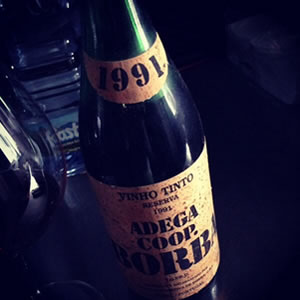 1991
VINHO TINTO
RESERVA
1991
ADEGA
COOP.
BORBA